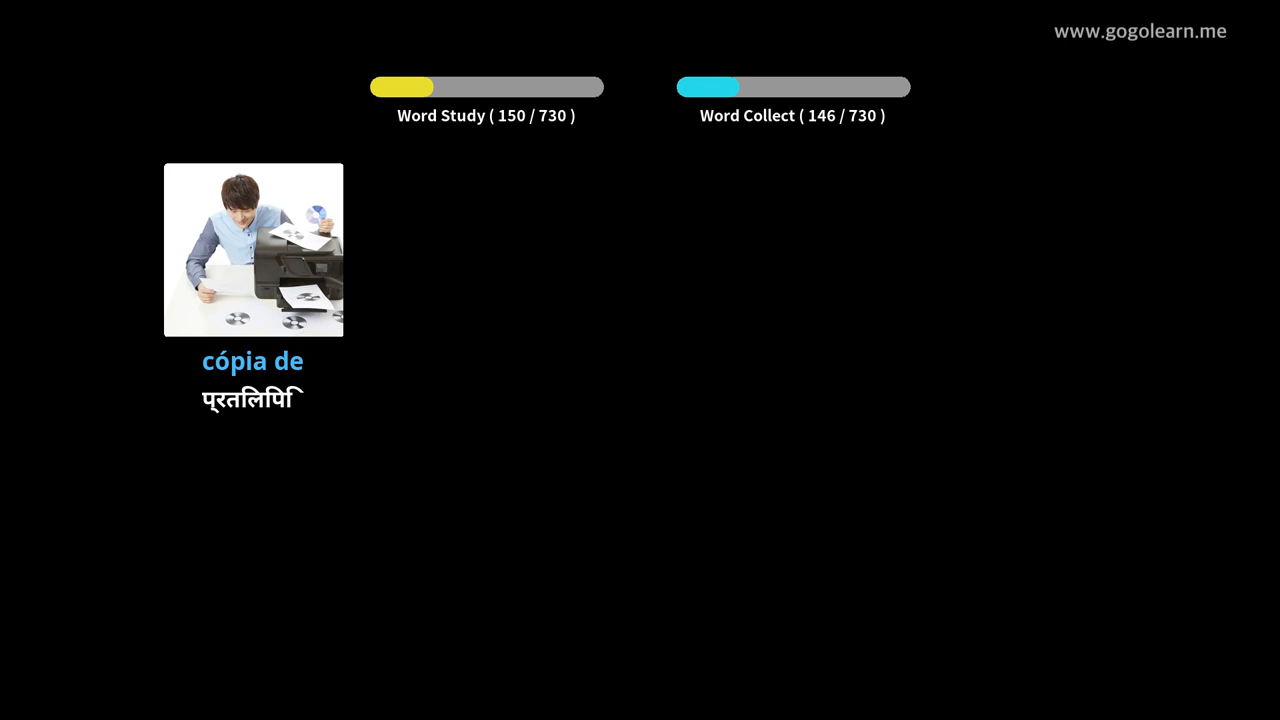 www.gogolearn.me
Word Study ( 150 / 730 )
Word Collect ( 146 / 730 )
cópia de
प्रतलिपिि